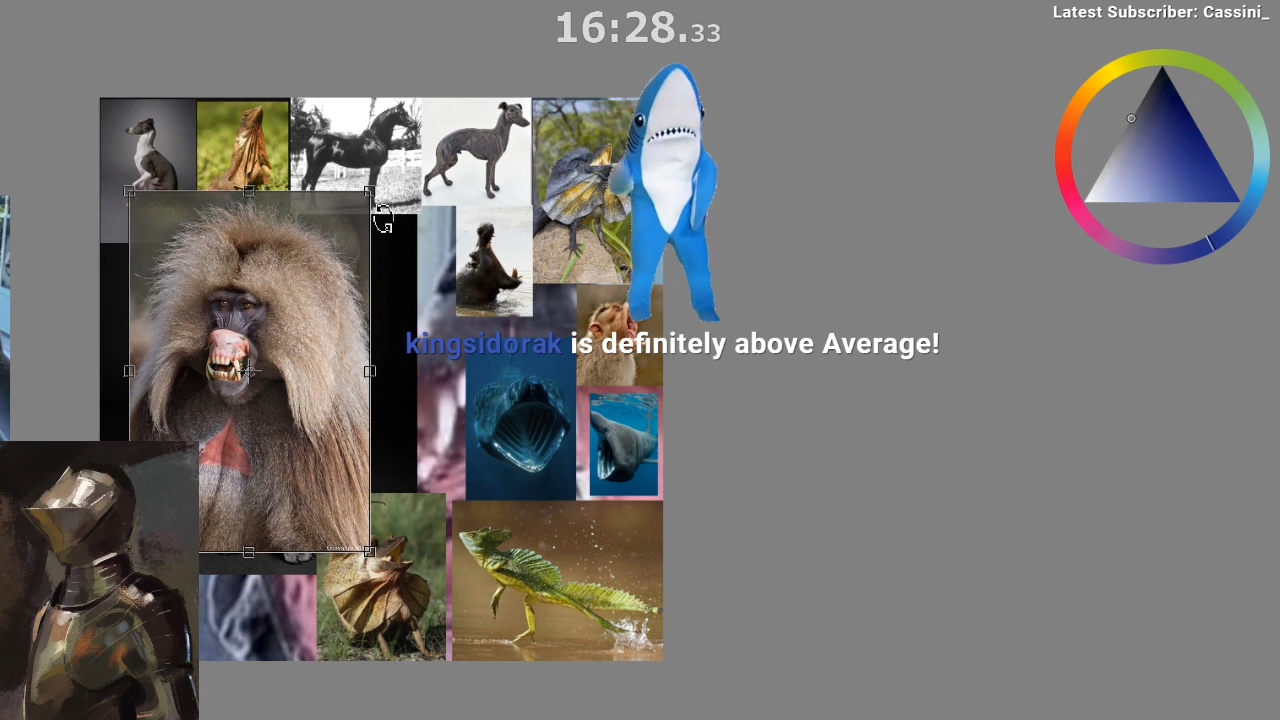 16:28.33
Latest Subscriber: Cassini_
kingsidorak is definitely above Average!